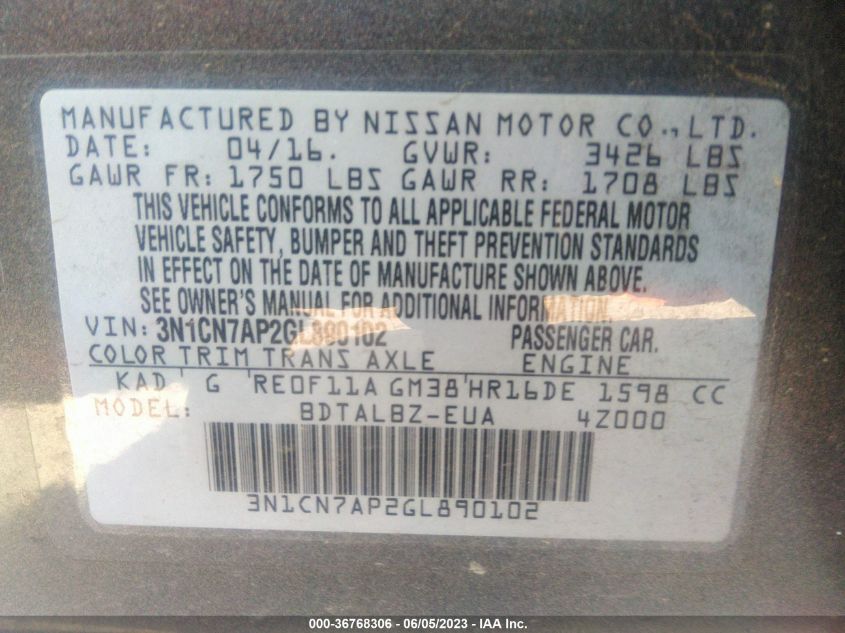 MANUFACTURED BY NISSAN MOTOR CO., LTD.
DATE: 04/16. GVWR: 3426 LBS
GAWR FR: 1750 LBS GAWR RR: 1708 LBS
THIS VEHICLE CONFORMS TO ALL APPLICABLE FEDERAL MOTOR
VEHICLE SAFETY, BUMPER AND THEFT PREVENTION STANDARDS
IN EFFECT ON THE DATE OF MANUFACTURE SHOWN ABOVE.
SEE OWNER'S MANUAL FOR ADDITIONAL INFORMATION.
VIN: 3N1CN7AP2GL890102 PASSENGER CAR.
COLOR TRIM TRANS AXLE ENGINE
KAD G RE0F11A GM38 HR16DE 1598 CC
MODEL: BDTALBZ-EUA 4Z000
3N1CN7AP2GL890102
000-36768306 - 06/05/2023 - IAA Inc.